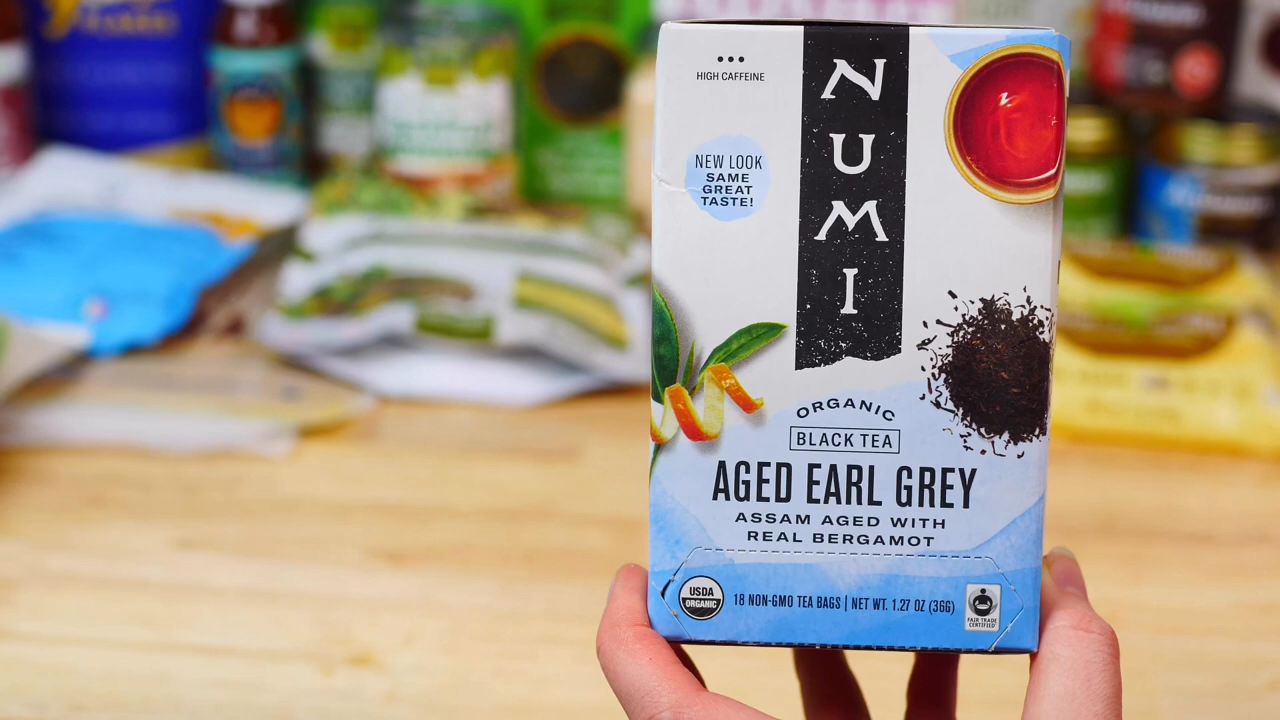 HIGH CAFFEINE
NUMI
NEW LOOK
SAME
GREAT
TASTE!
ORGANIC
BLACK TEA
AGED EARL GREY
ASSAM AGED WITH
REAL BERGAMOT
USDA
ORGANIC
18 NON-GMO TEA BAGS | NET WT. 1.27 OZ (36G)
FAIR TRADE
CERTIFIED